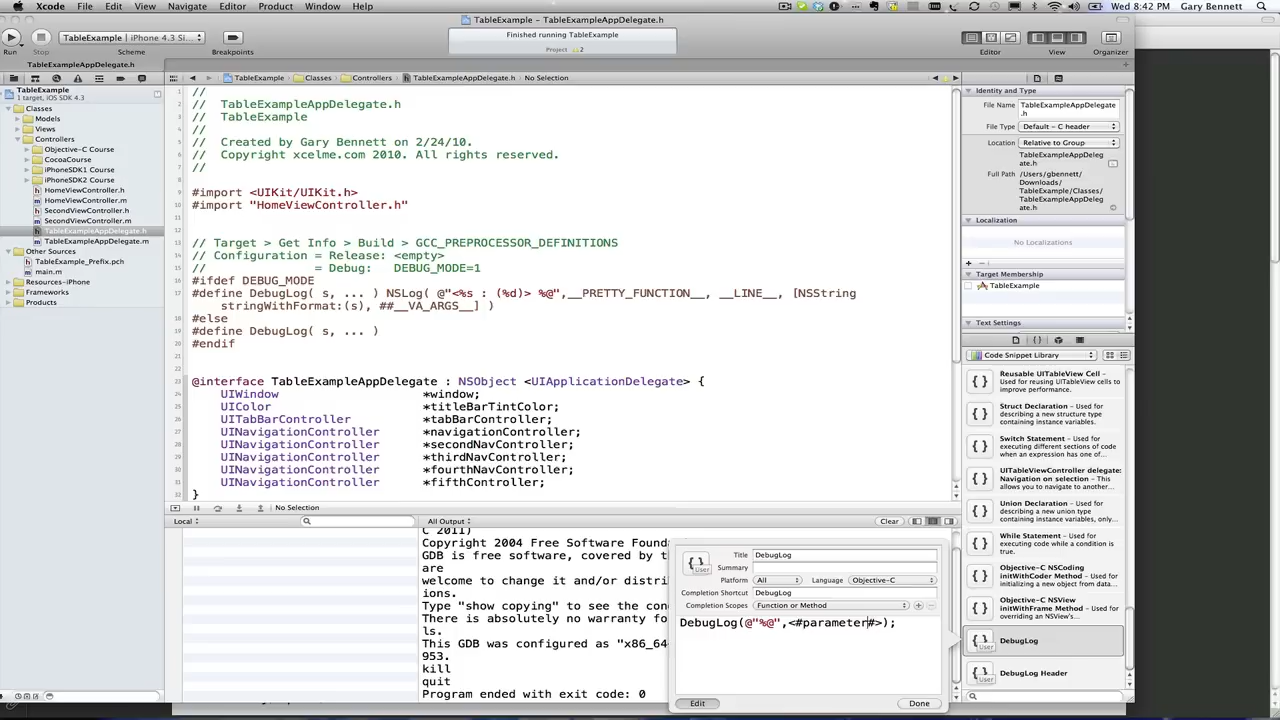 Xcode File Edit View Navigate Editor Product Window Help
Wed 8:42 PM Gary Bennett
TableExample – TableExampleAppDelegate.h
TableExample | iPhone 4.3 Si...
Finished running TableExample
Project 2
Run Stop Scheme Breakpoints Editor View Organizer
TableExampleAppDelegate.h
TableExample
1 target, iOS SDK 4.3
Classes
Models
Views
Controllers
Objective-C Course
CocoaCourse
iPhoneSDK1 Course
iPhoneSDK2 Course
HomeViewController.h
HomeViewController.m
SecondViewController.h
SecondViewController.m
TableExampleAppDelegate.h
TableExampleAppDelegate.m
Other Sources
TableExample_Prefix.pch
main.m
Resources-iPhone
Frameworks
Products
TableExample Classes Controllers TableExampleAppDelegate.h No Selection
//
// TableExampleAppDelegate.h
// TableExample
//
// Created by Gary Bennett on 2/24/10.
// Copyright xcelme.com 2010. All rights reserved.
//
#import <UIKit/UIKit.h>
#import "HomeViewController.h"
// Target > Get Info > Build > GCC_PREPROCESSOR_DEFINITIONS
// Configuration = Release: <empty>
// = Debug: DEBUG_MODE=1
#ifdef DEBUG_MODE
#define DebugLog( s, ... ) NSLog( @"<%s : (%d)> %@",__PRETTY_FUNCTION__, __LINE__, [NSString
stringWithFormat:(s), ##__VA_ARGS__] )
#else
#define DebugLog( s, ... )
#endif
@interface TableExampleAppDelegate : NSObject <UIApplicationDelegate> {
UIWindow *window;
UIColor *titleBarTintColor;
UITabBarController *tabBarController;
UINavigationController *navigationController;
UINavigationController *secondNavController;
UINavigationController *thirdNavController;
UINavigationController *fourthNavController;
UINavigationController *fifthController;
}
No Selection
Local
All Output
Clear
C 2011)
Copyright 2004 Free Software Found
GDB is free software, covered by th
are
welcome to change it and/or distri
ions.
Type "show copying" to see the con
There is absolutely no warranty fo
ls.
This GDB was configured as "x86_64
953.
kill
quit
Program ended with exit code: 0
Title DebugLog
Summary
Platform All Language Objective-C
Completion Shortcut DebugLog
Completion Scopes Function or Method
DebugLog(@"%@",<#parameter#>);
User
Edit Done
Identity and Type
File Name TableExampleAppDelegate
.h
File Type Default – C header
Location Relative to Group
TableExampleAppDeleg
ate.h
Full Path /Users/gbennett/
Downloads/
TableExample/Classes/
TableExampleAppDeleg
ate.h
Localization
No Localizations
Target Membership
TableExample
Text Settings
Code Snippet Library
Reusable UITableView Cell –
Used for reusing UITableView cells to
improve performance.
Struct Declaration – Used for
describing a new structure type
containing instance variables.
Switch Statement – Used for
executing different sections of code
when an expression has one of...
UITableViewController delegate:
Navigation on selection – This
allows you to navigate to another...
Union Declaration – Used for
describing a new union type
containing instance variables, only...
While Statement – Used for
executing code while a condition is
true.
Objective-C NSCoding
initWithCoder Method – Used for
initializing a new object from data...
Objective-C NSView
initWithFrame Method – Used for
overriding an NSView's...
DebugLog
User
DebugLog Header
User